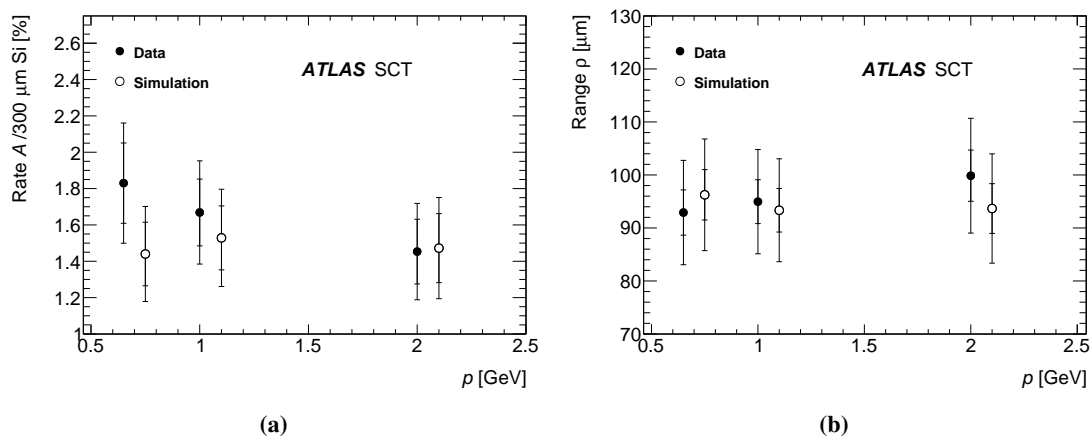 Rate A /300 μm Si [%]
2.6
2.4
2.2
2
1.8
1.6
1.4
1.2
1
Data
Simulation
ATLAS SCT
0.5 1 1.5 2 2.5
p [GeV]
(a)
Range ρ [μm]
130
120
110
100
90
80
70
Data
Simulation
ATLAS SCT
0.5 1 1.5 2 2.5
p [GeV]
(b)